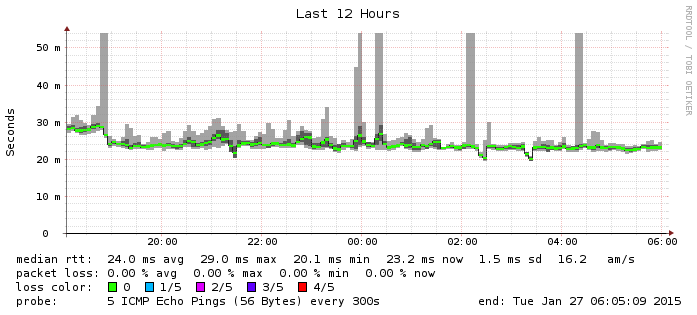 Last 12 Hours
RRDTOOL / TOBI OETIKER
Seconds
50 m
40 m
30 m
20 m
10 m
0
20:00 22:00 00:00 02:00 04:00 06:00
median rtt: 24.0 ms avg 29.0 ms max 20.1 ms min 23.2 ms now 1.5 ms sd 16.2 am/s
packet loss: 0.00 % avg 0.00 % max 0.00 % min 0.00 % now
loss color: 0 1/5 2/5 3/5 4/5
probe: 5 ICMP Echo Pings (56 Bytes) every 300s end: Tue Jan 27 06:05:09 2015